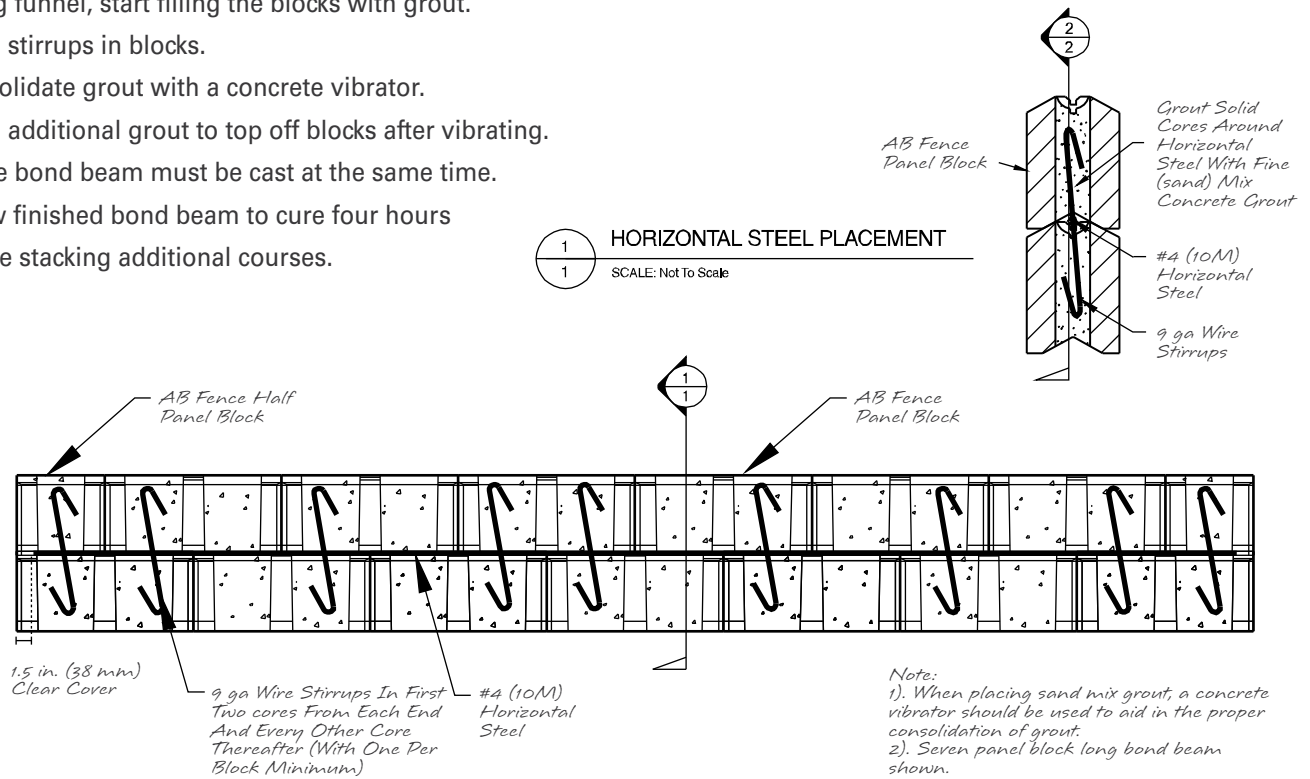 g funnel, start filling the blocks with grout.
stirrups in blocks.
solidate grout with a concrete vibrator.
additional grout to top off blocks after vibrating.
e bond beam must be cast at the same time.
finished bond beam to cure four hours
e stacking additional courses.
2
2
AB Fence
Panel Block
Grout Solid
Cores Around
Horizontal
Steel With Fine
(sand) Mix
Concrete Grout
1
1
HORIZONTAL STEEL PLACEMENT
SCALE: Not To Scale
#4 (10M)
Horizontal
Steel
9 ga Wire
Stirrups
AB Fence Half
Panel Block
1
1
AB Fence
Panel Block
1.5 in. (38 mm)
Clear Cover
9 ga Wire Stirrups In First
Two cores From Each End
And Every Other Core
Thereafter (With One Per
Block Minimum)
#4 (10M)
Horizontal
Steel
Note:
1). When placing sand mix grout, a concrete
vibrator should be used to aid in the proper
consolidation of grout.
2). Seven panel block long bond beam
shown.